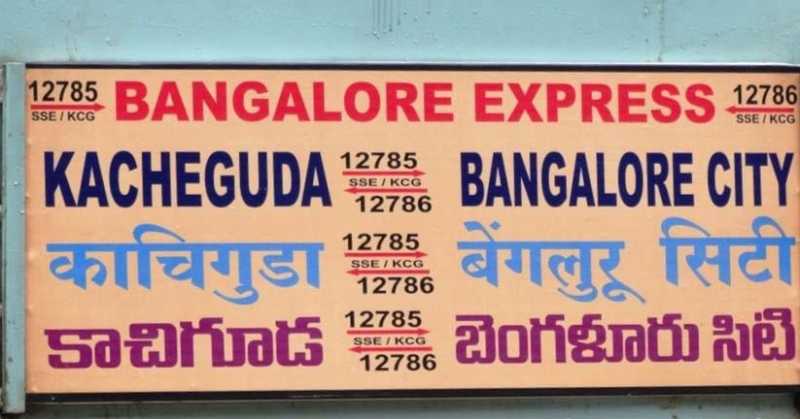 12785 BANGALORE EXPRESS 12786
SSE / KCG SSE / KCG
KACHEGUDA 12785 SSE / KCG 12786 BANGALORE CITY
काचिगुडा 12785 SSE / KCG 12786 बेंगलुरू सिटी
కాచిగూడ 12785 SSE / KCG 12786 బెంగళూరు సిటి